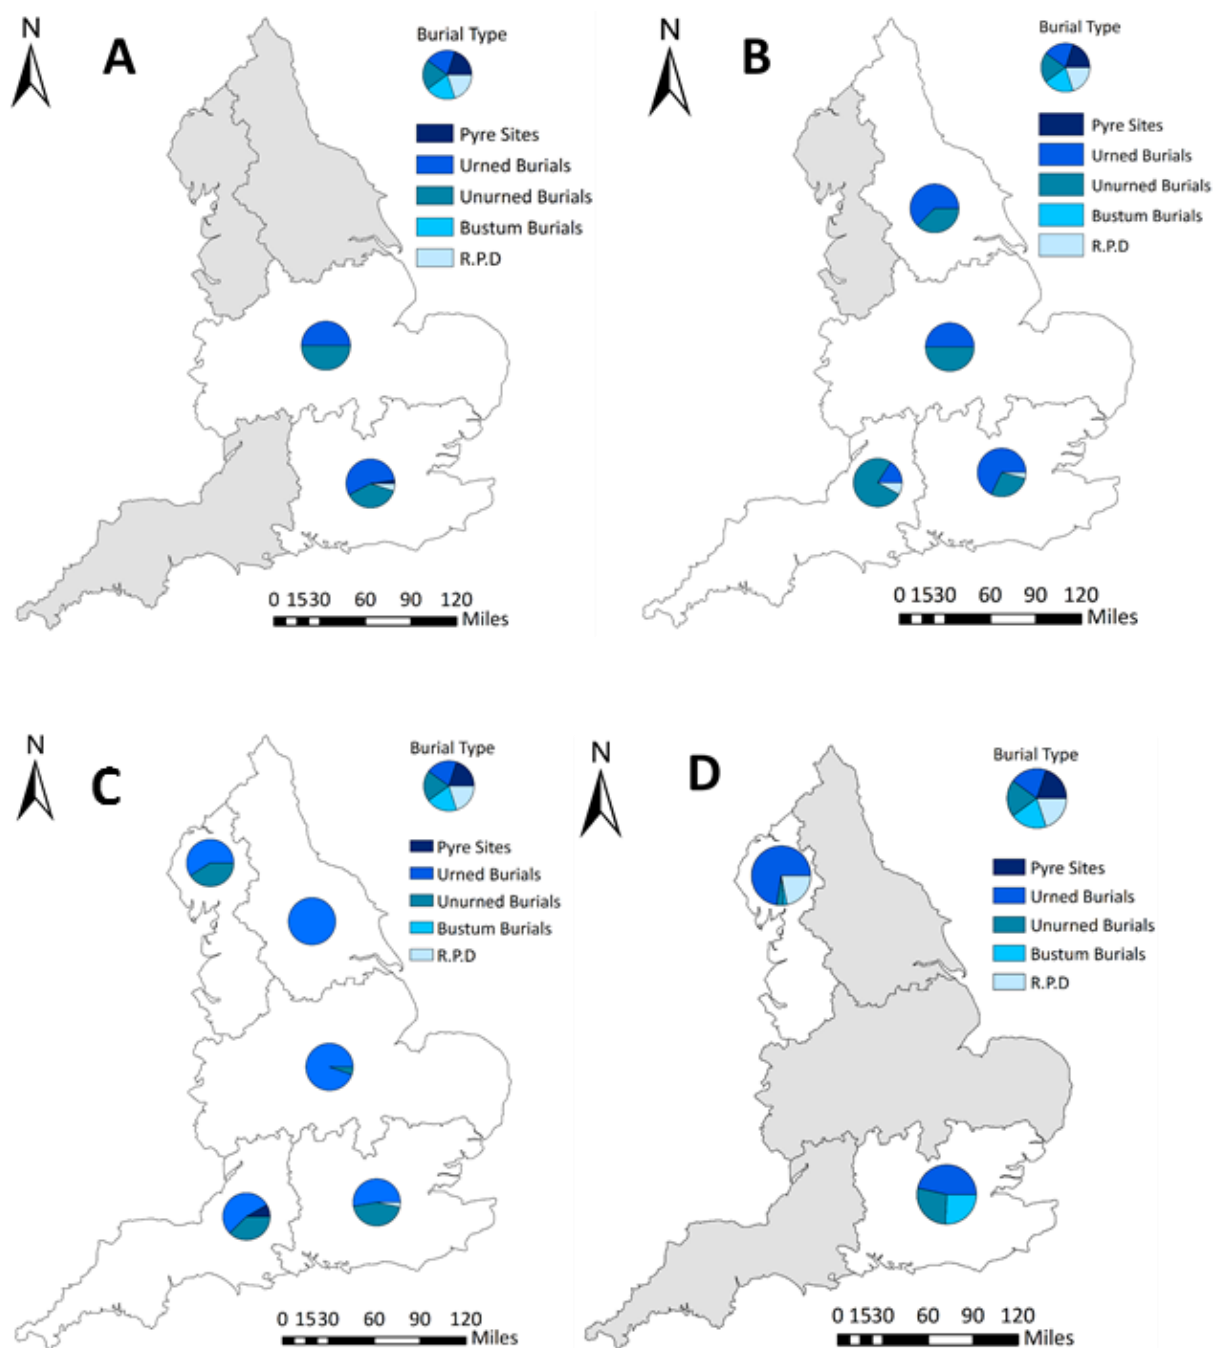 N
A
Burial Type
Pyre Sites
Urned Burials
Unurned Burials
Bustum Burials
R.P.D
0 1530 60 90 120
Miles
N
B
Burial Type
Pyre Sites
Urned Burials
Unurned Burials
Bustum Burials
R.P.D
0 1530 60 90 120
Miles
N
C
Burial Type
Pyre Sites
Urned Burials
Unurned Burials
Bustum Burials
R.P.D
0 1530 60 90 120
Miles
N
D
Burial Type
Pyre Sites
Urned Burials
Unurned Burials
Bustum Burials
R.P.D
0 1530 60 90 120
Miles